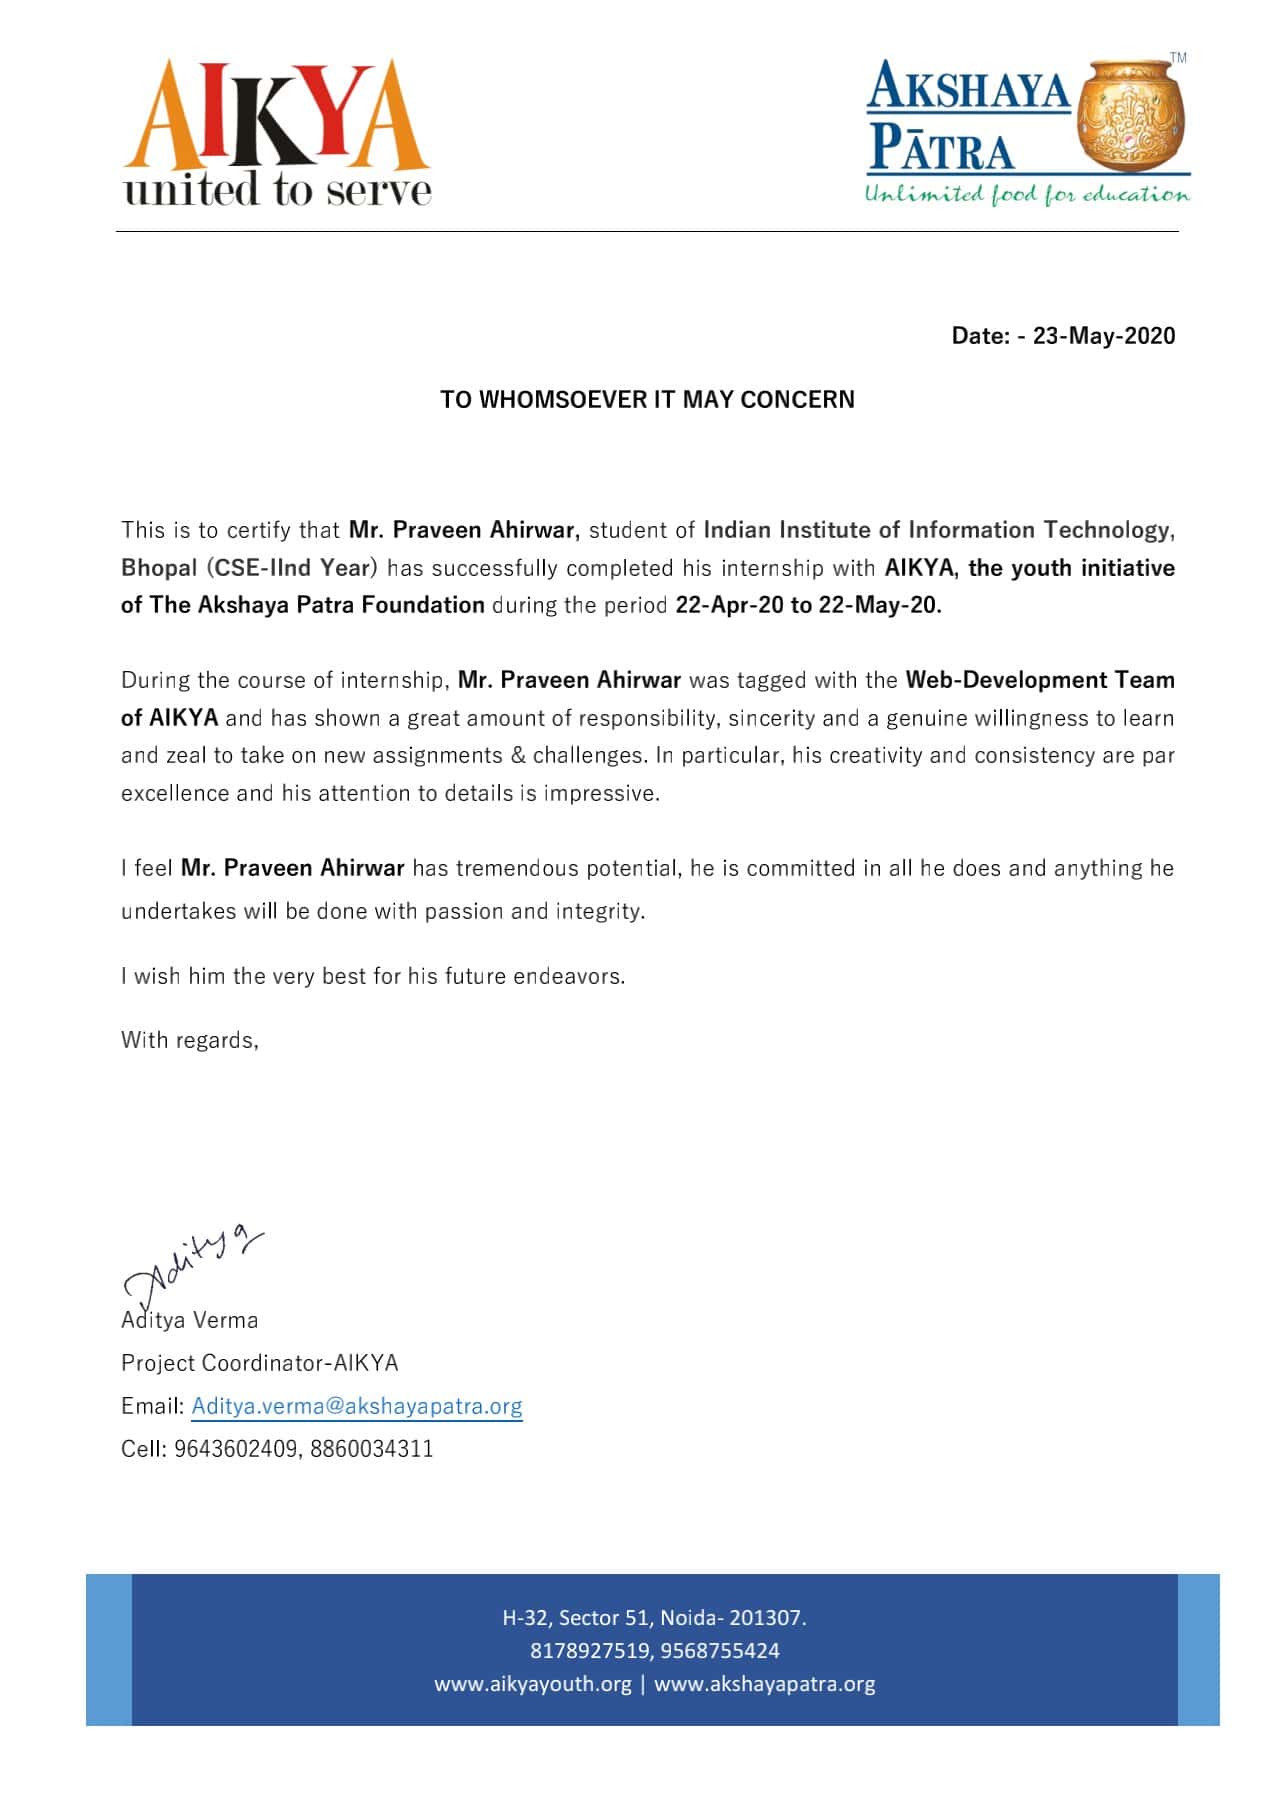 AIKYA
united to serve
AKSHAYA
PĀTRA
TM
Unlimited food for education
Date: - 23-May-2020
TO WHOMSOEVER IT MAY CONCERN
This is to certify that Mr. Praveen Ahirwar, student of Indian Institute of Information Technology,
Bhopal (CSE-IInd Year) has successfully completed his internship with AIKYA, the youth initiative
of The Akshaya Patra Foundation during the period 22-Apr-20 to 22-May-20.
During the course of internship, Mr. Praveen Ahirwar was tagged with the Web-Development Team
of AIKYA and has shown a great amount of responsibility, sincerity and a genuine willingness to learn
and zeal to take on new assignments & challenges. In particular, his creativity and consistency are par
excellence and his attention to details is impressive.
I feel Mr. Praveen Ahirwar has tremendous potential, he is committed in all he does and anything he
undertakes will be done with passion and integrity.
I wish him the very best for his future endeavors.
With regards,
Aditya
Aditya Verma
Project Coordinator-AIKYA
Email: Aditya.verma@akshayapatra.org
Cell: 9643602409, 8860034311
H-32, Sector 51, Noida- 201307.
8178927519, 9568755424
www.aikyayouth.org | www.akshayapatra.org